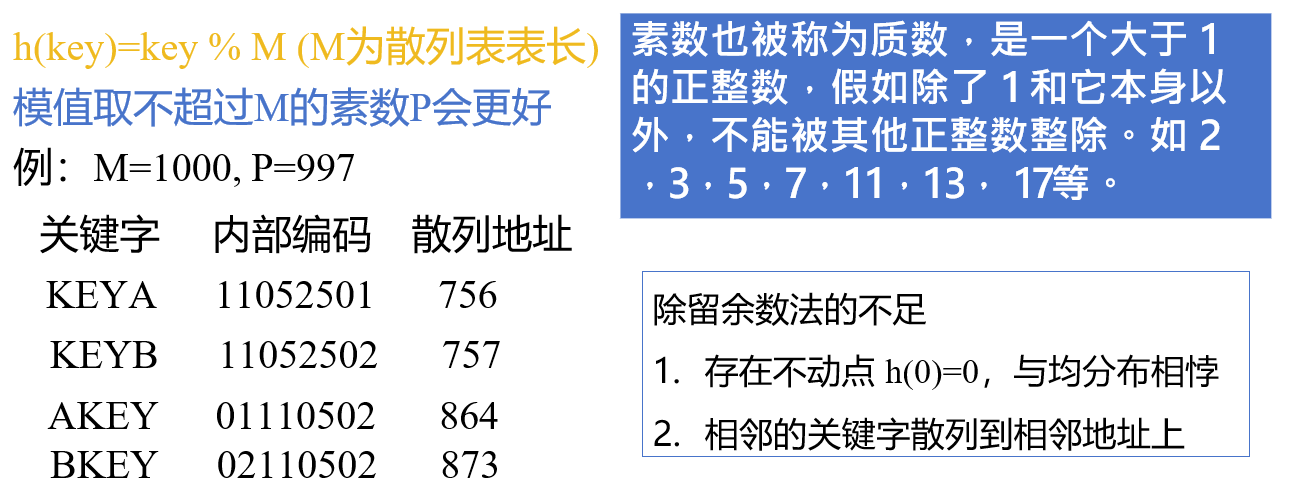 h(key)=key % M (M为散列表表长)
模值取不超过M的素数P会更好
例：M=1000, P=997
关键字 内部编码 散列地址
KEYA 11052501 756
KEYB 11052502 757
AKEY 01110502 864
BKEY 02110502 873
素数也被称为质数，是一个大于 1
的正整数，假如除了 1 和它本身以
外，不能被其他正整数整除。如 2
，3，5，7，11，13， 17等。
除留余数法的不足
1. 存在不动点 h(0)=0，与均分布相悖
2. 相邻的关键字散列到相邻地址上